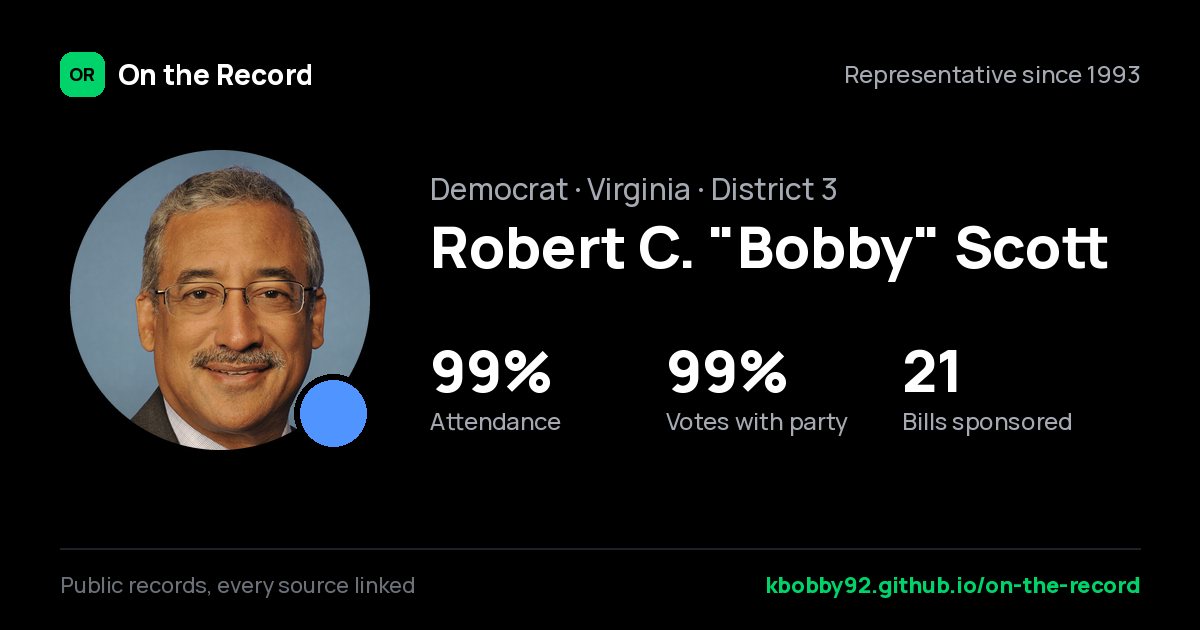 OR On the Record
Representative since 1993
Democrat · Virginia · District 3
Robert C. "Bobby" Scott
99% 99% 21
Attendance Votes with party Bills sponsored
Public records, every source linked
kbobby92.github.io/on-the-record